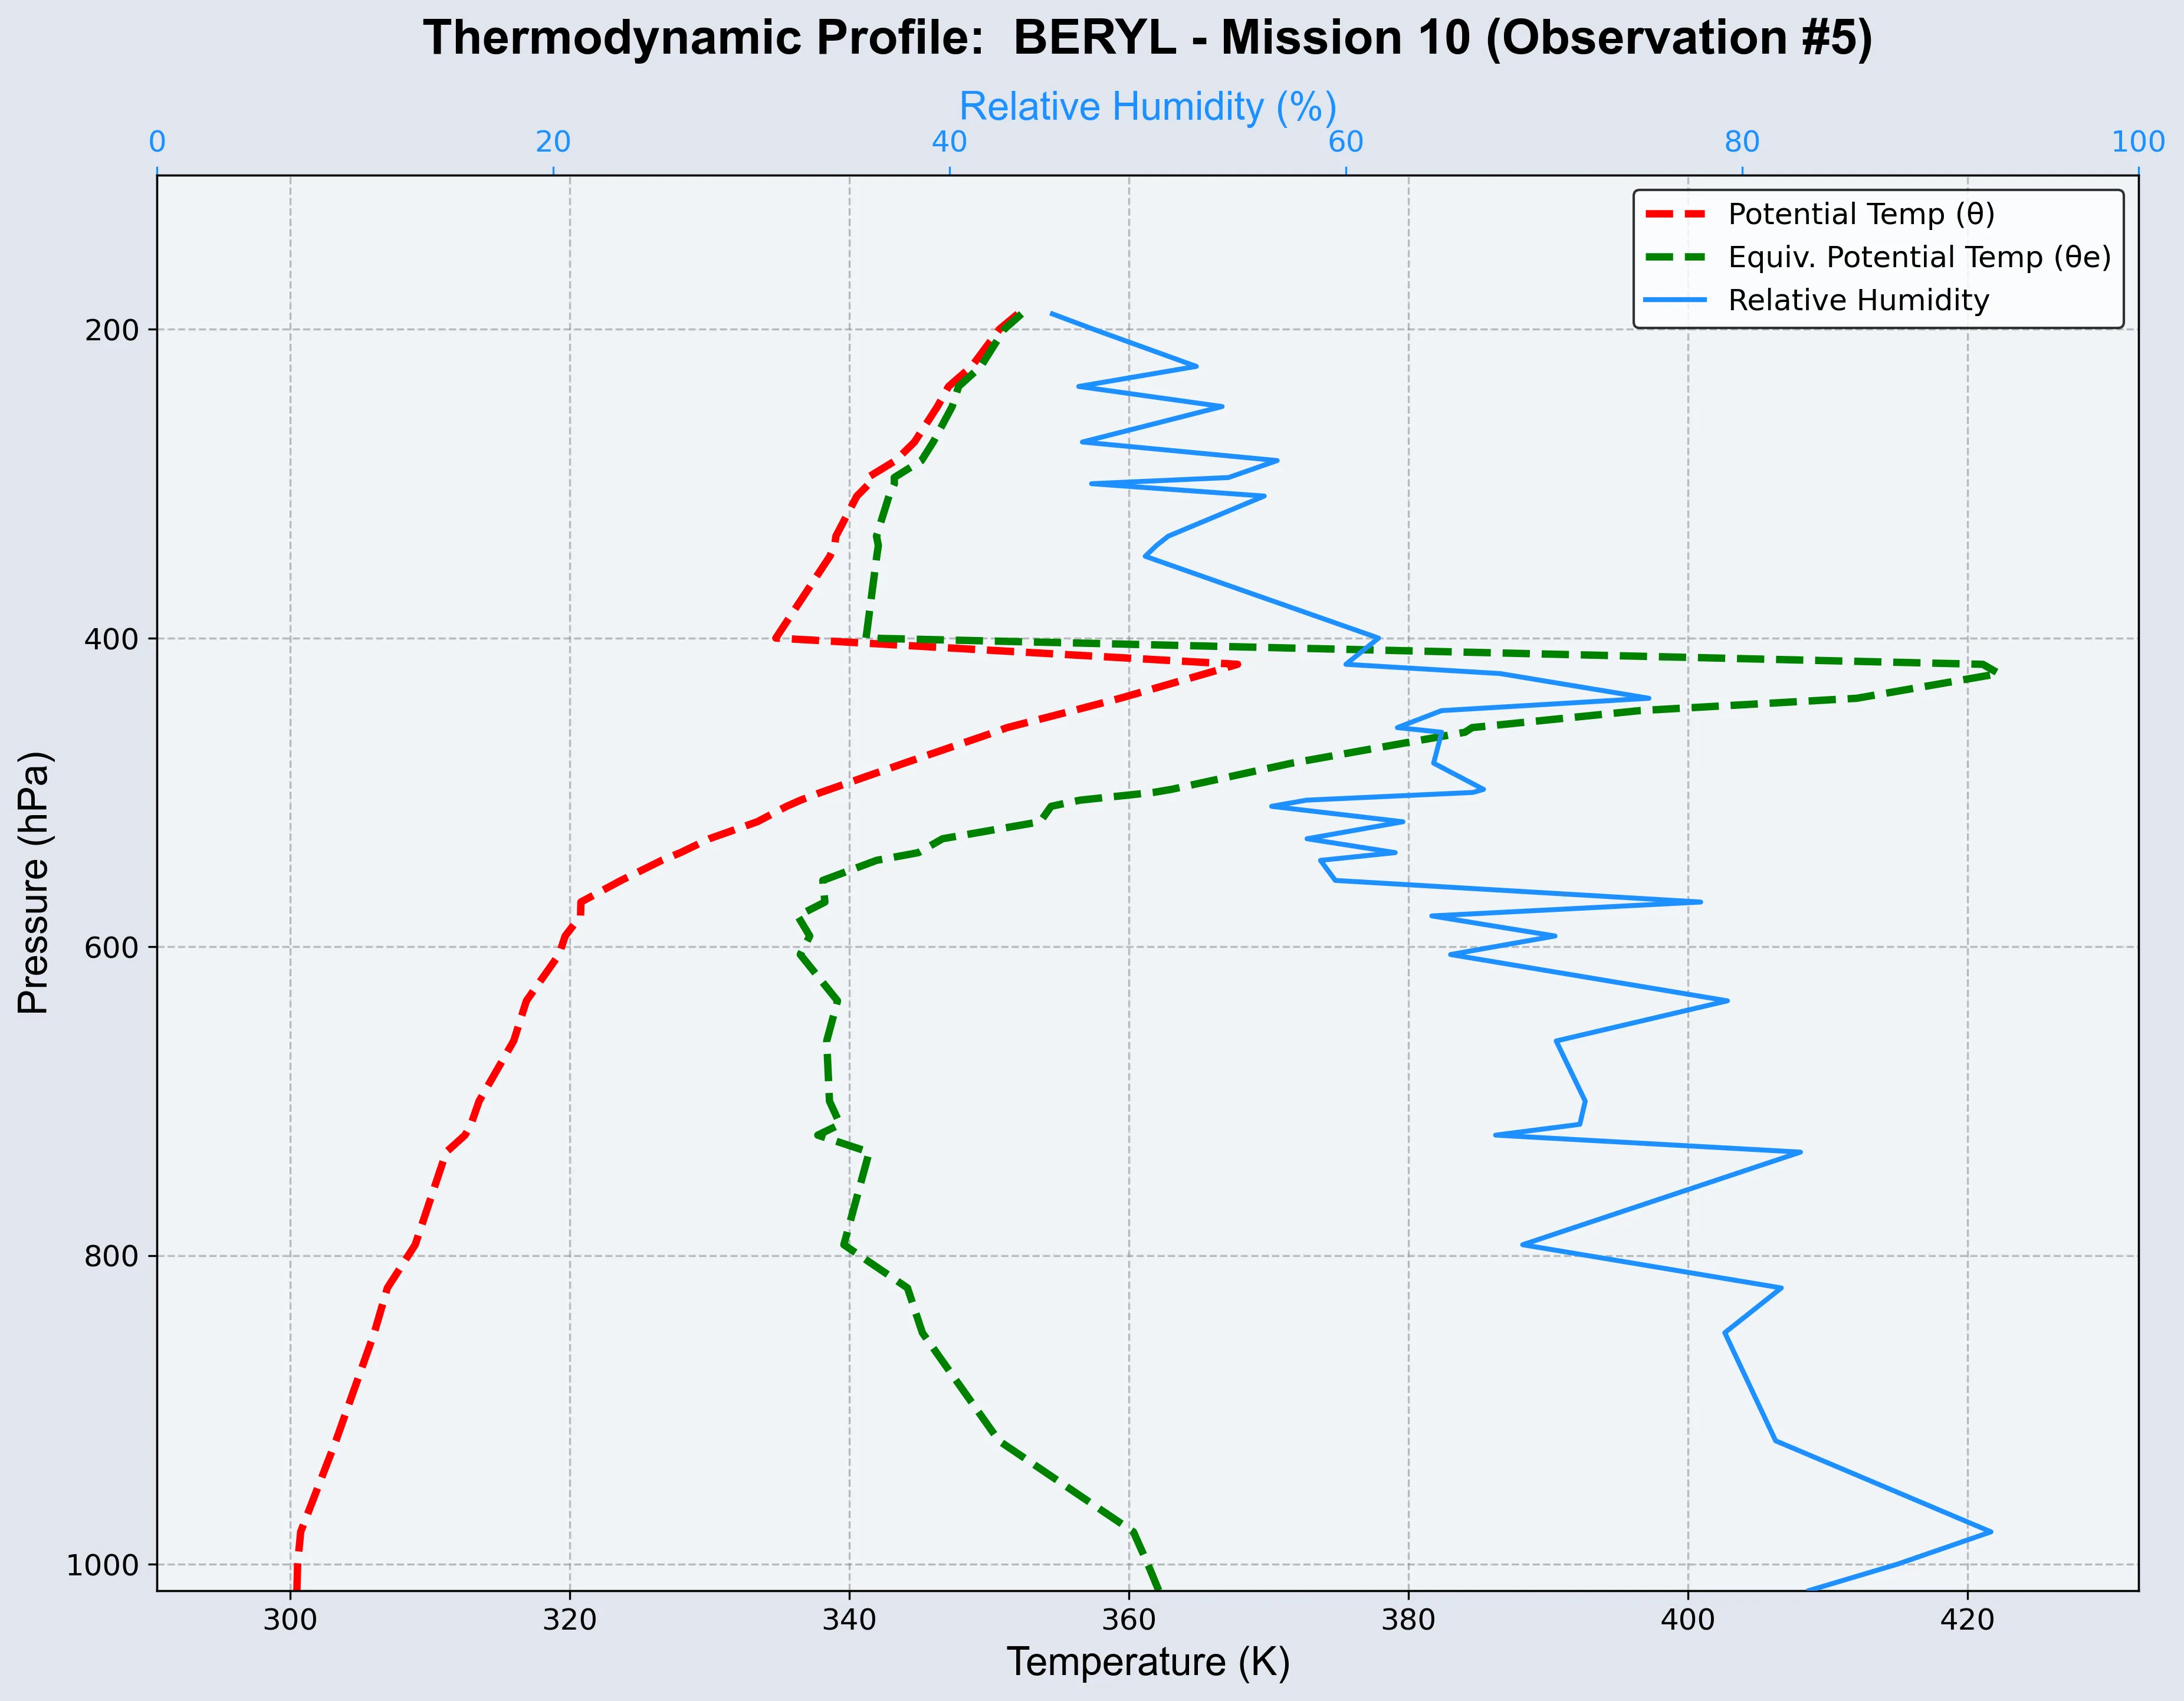 Thermodynamic Profile:  BERYL - Mission 10 (Observation #5)
Relative Humidity (%)
0 20 40 60 80 100
Potential Temp (θ)
Equiv. Potential Temp (θe)
Relative Humidity
200
400
600
800
1000
Pressure (hPa)
300 320 340 360 380 400 420
Temperature (K)